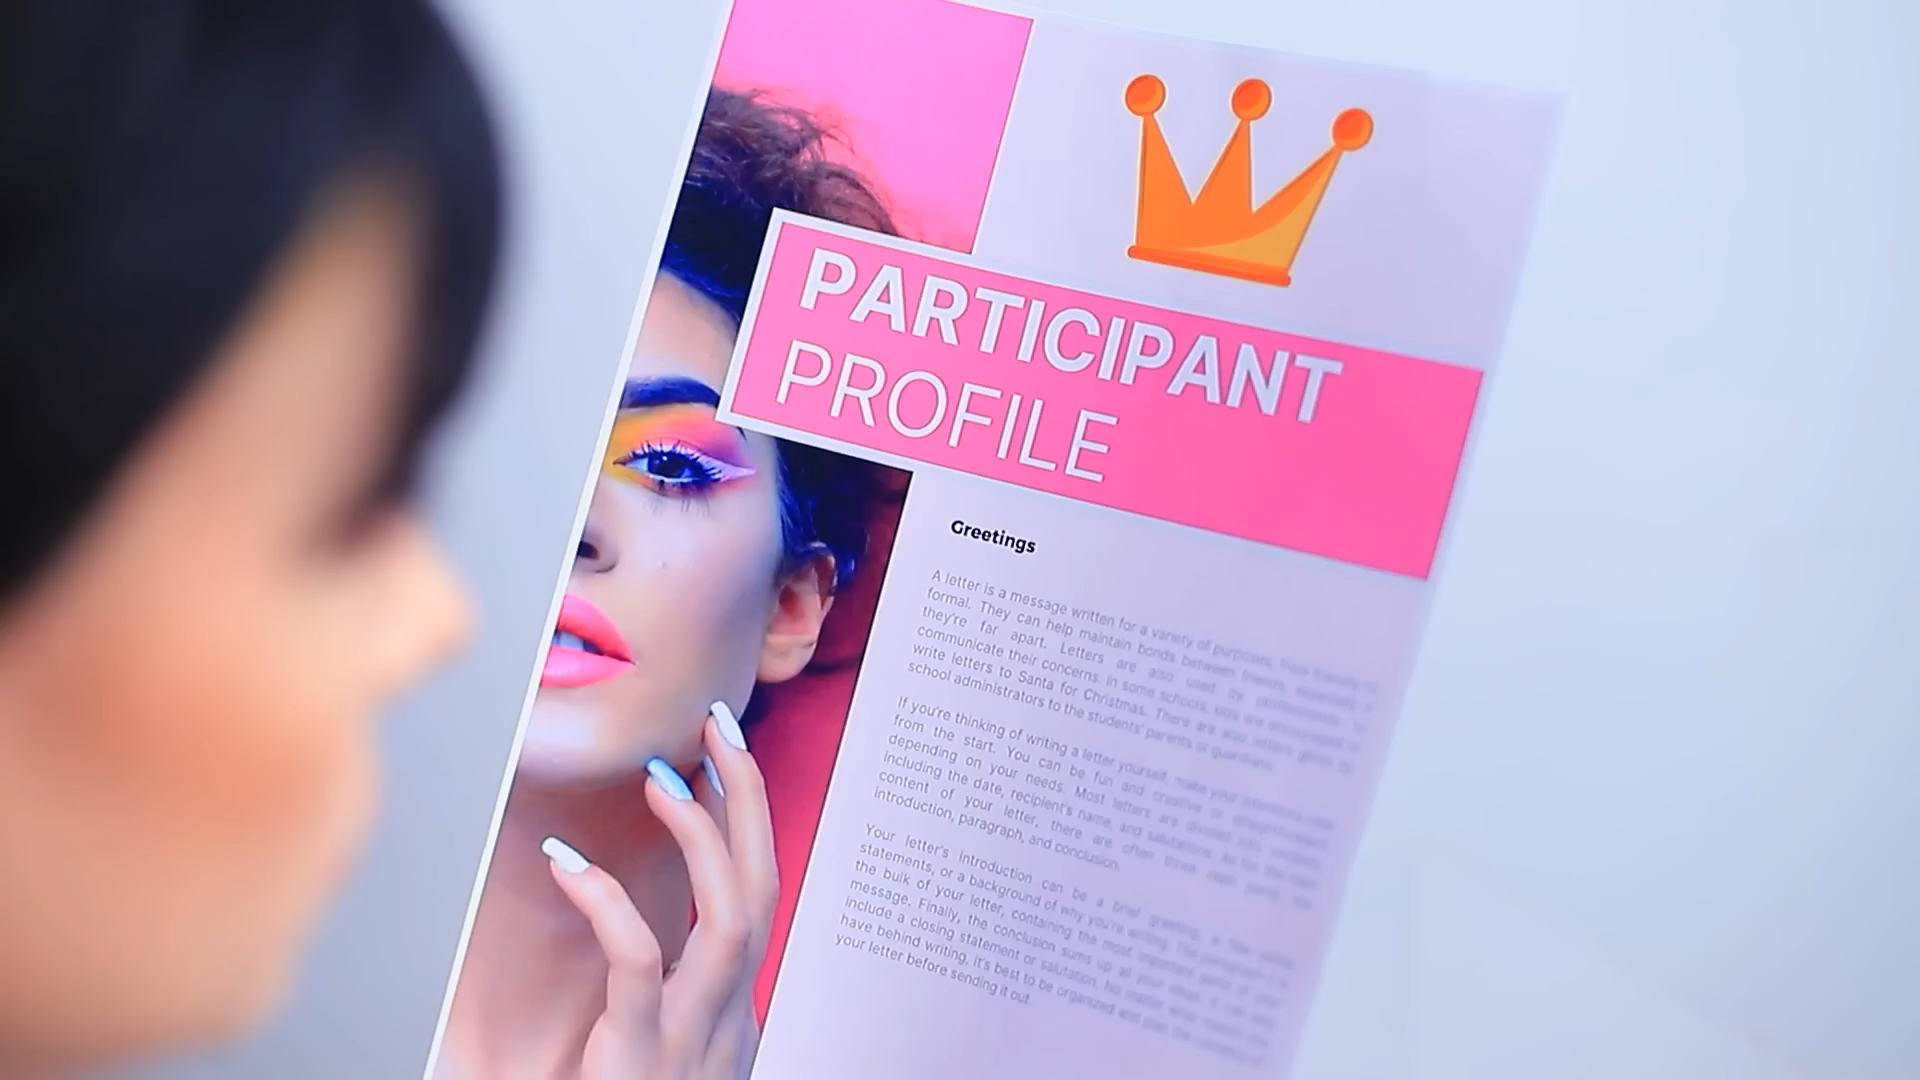 PARTICIPANT
PROFILE
Greetings
A letter is a message written for a variety of purposes, from friendly to
formal. They can help maintain bonds between friends, especially if
they're far apart. Letters are also used by professionals to
communicate their concerns. In some schools, kids are encouraged to
write letters to Santa for Christmas. There are also letters given by
school administrators to the students' parents or guardians.
If you're thinking of writing a letter yourself, make your intentions clear
from the start. You can be fun and creative or straightforward,
depending on your needs. Most letters are divided into sections,
including the date, recipient's name, and salutations. As for the main
content of your letter, there are often three main parts: the
introduction, paragraph, and conclusion.
Your letter's introduction can be a brief greeting, a few
statements, or a background of why you're writing. The paragraph is
the bulk of your letter, containing the most important parts of your
message. Finally, the conclusion sums up all your ideas. It can also
include a closing statement or salutation. No matter what reason you
have behind writing, it's best to be organized and plan the contents of
your letter before sending it out.